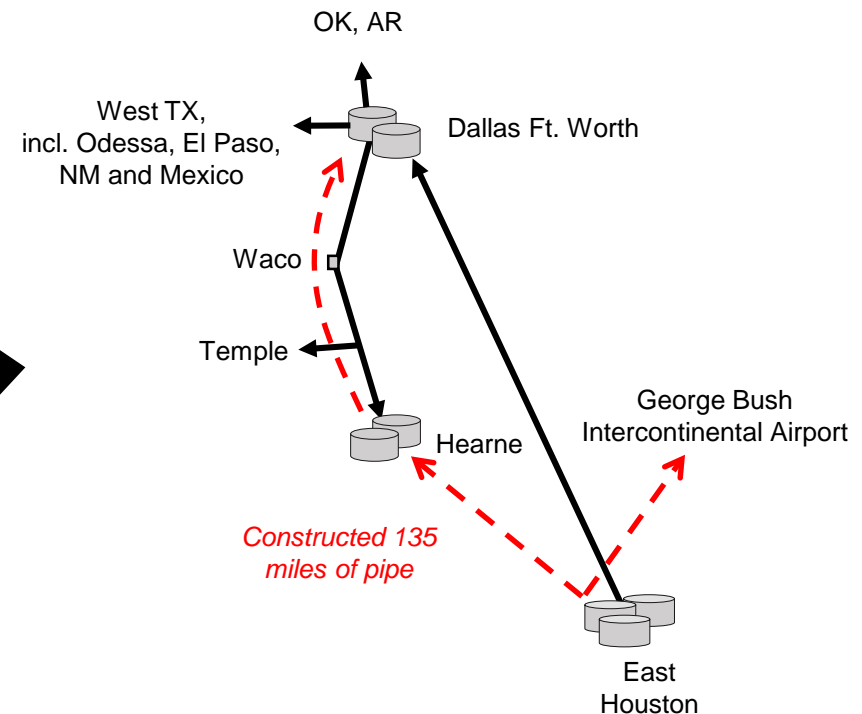 OK, AR
West TX,
incl. Odessa, El Paso,
NM and Mexico
Dallas Ft. Worth
Waco
Temple
George Bush
Intercontinental Airport
Hearne
Constructed 135
miles of pipe
East
Houston